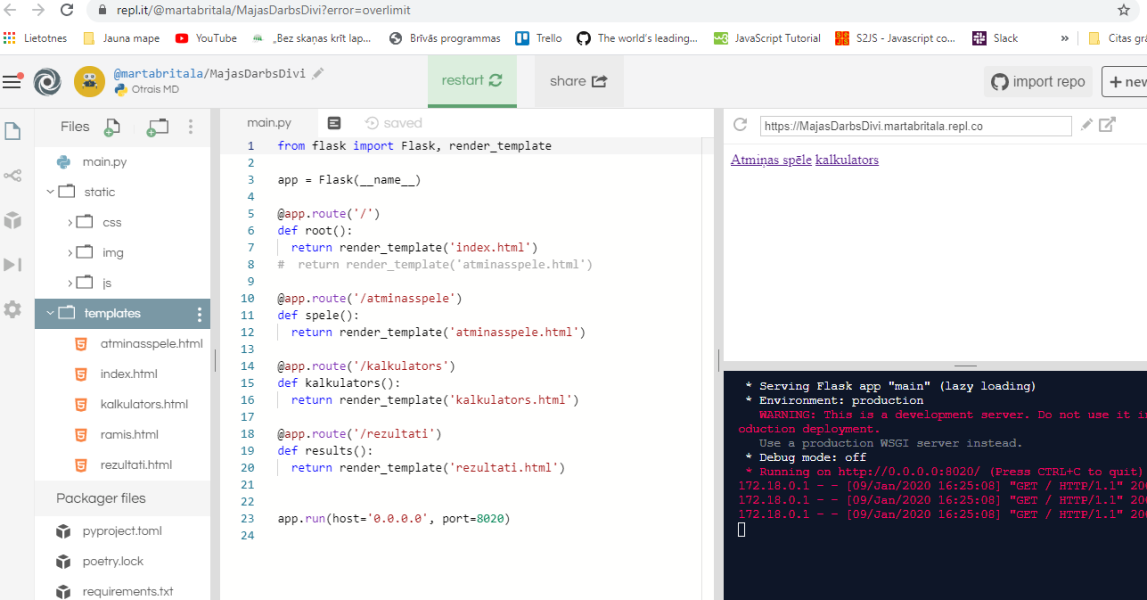 repl.it/@martabritala/MajasDarbsDivi?error=overlimit
Lietotnes Jauna mape YouTube „Bez skaņas krīt lap... Brīvās programmas Trello The world's leading... JavaScript Tutorial S2JS - Javascript co... Slack » Citas grā
@martabritala/MajasDarbsDivi
Otrais MD
restart
share
import repo
+ new
Files
main.py
static
css
img
js
templates
atminasspele.html
index.html
kalkulators.html
ramis.html
rezultati.html
Packager files
pyproject.toml
poetry.lock
requirements.txt
main.py
saved
1 from flask import Flask, render_template
2
3 app = Flask(__name__)
4
5 @app.route('/')
6 def root():
7 return render_template('index.html')
8 # return render_template('atminasspele.html')
9
10 @app.route('/atminasspele')
11 def spele():
12 return render_template('atminasspele.html')
13
14 @app.route('/kalkulators')
15 def kalkulators():
16 return render_template('kalkulators.html')
17
18 @app.route('/rezultati')
19 def results():
20 return render_template('rezultati.html')
21
22
23 app.run(host='0.0.0.0', port=8020)
24
https://MajasDarbsDivi.martabritala.repl.co
Atmiņas spēle kalkulators
* Serving Flask app "main" (lazy loading)
* Environment: production
WARNING: This is a development server. Do not use it in
oduction deployment.
Use a production WSGI server instead.
* Debug mode: off
* Running on http://0.0.0.0:8020/ (Press CTRL+C to quit)
172.18.0.1 - - [09/Jan/2020 16:25:08] "GET / HTTP/1.1" 200
172.18.0.1 - - [09/Jan/2020 16:25:08] "GET / HTTP/1.1" 200
172.18.0.1 - - [09/Jan/2020 16:25:08] "GET / HTTP/1.1" 200